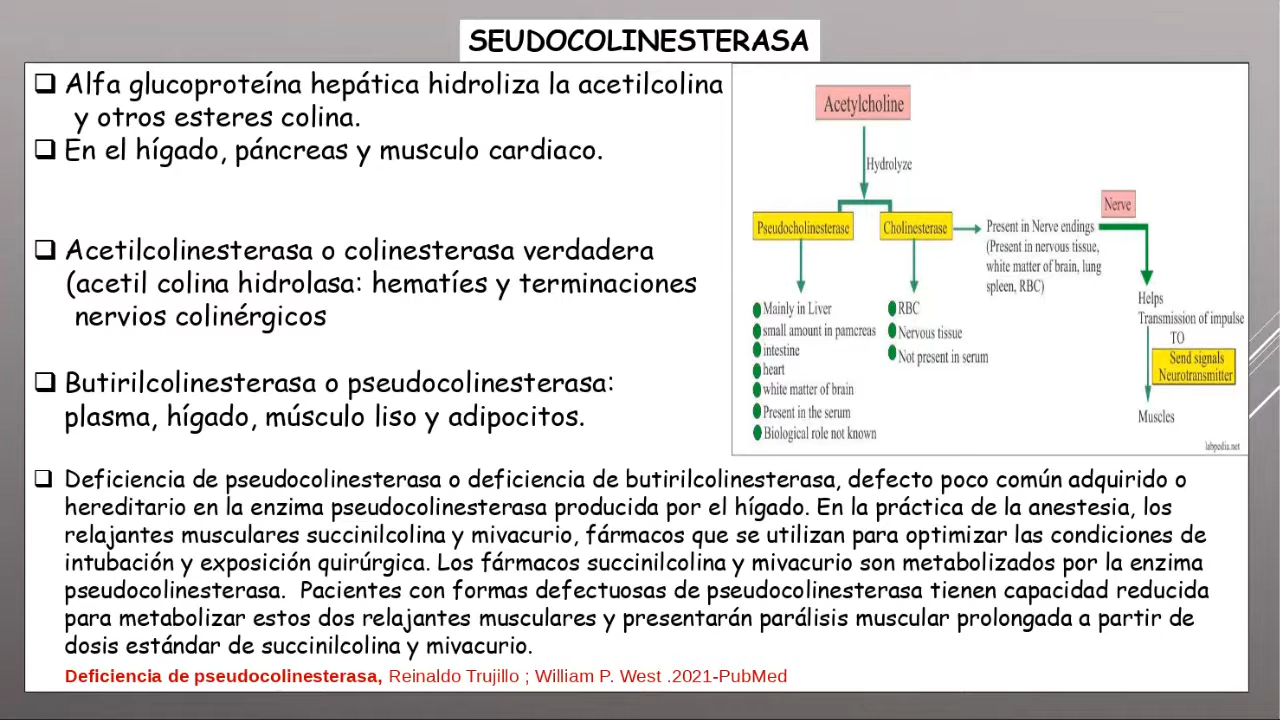 SEUDOCOLINESTERASA
Alfa glucoproteína hepática hidroliza la acetilcolina
y otros esteres colina.
En el hígado, páncreas y musculo cardiaco.
Acetilcolinesterasa o colinesterasa verdadera
(acetil colina hidrolasa: hematíes y terminaciones
nervios colinérgicos
Butirilcolinesterasa o pseudocolinesterasa:
plasma, hígado, músculo liso y adipocitos.
Acetylcholine
Hydrolyze
Pseudocholinesterase
Cholinesterase
Mainly in Liver
small amount in pamcreas
intestine
heart
white matter of brain
Present in the serum
Biological role not known
RBC
Nervous tissue
Not present in serum
Present in Nerve endings
(Present in nervous tissue,
white matter of brain, lung
spleen, RBC)
Nerve
Helps
Transmission of impulse
TO
Send signals
Neurotransmitter
Muscles
labpedia.net
Deficiencia de pseudocolinesterasa o deficiencia de butirilcolinesterasa, defecto poco común adquirido o
hereditario en la enzima pseudocolinesterasa producida por el hígado. En la práctica de la anestesia, los
relajantes musculares succinilcolina y mivacurio, fármacos que se utilizan para optimizar las condiciones de
intubación y exposición quirúrgica. Los fármacos succinilcolina y mivacurio son metabolizados por la enzima
pseudocolinesterasa. Pacientes con formas defectuosas de pseudocolinesterasa tienen capacidad reducida
para metabolizar estos dos relajantes musculares y presentarán parálisis muscular prolongada a partir de
dosis estándar de succinilcolina y mivacurio.
Deficiencia de pseudocolinesterasa, Reinaldo Trujillo ; William P. West .2021-PubMed